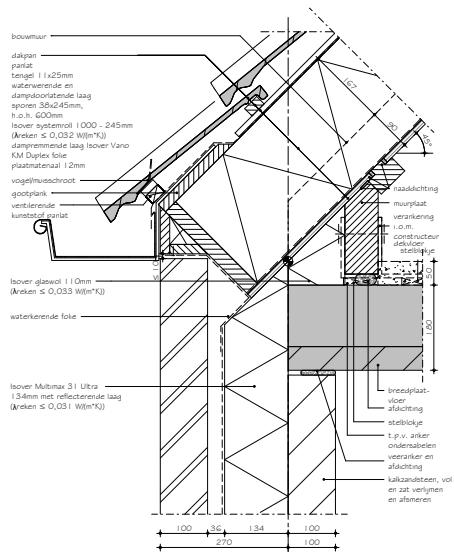 bouwmuur
dakpan
panlat
tengel 11x25mm
waterwerende en
dampdoorlatende laag
sporen 38x245mm,
h.o.h. 600mm
Isover systemroll 1000 - 245mm
(λreken ≤ 0,032 W/(m*K))
dampremmende laag Isover Vario
KM Duplex folie
plaatmateriaal 12mm
vogel/muisschroot
gootplank
ventilerende
kunststof panlat
Isover glaswol 110mm
(λreken ≤ 0,033 W/(m*K))
waterkerende folie
Isover Multimax 31 Ultra
134mm met reflecterende laag
(λreken ≤ 0,031 W/(m*K))
167
90
45°
naaddichting
muurplaat
verankering
i.o.m.
constructeur
dekvloer
stelblokje
50
180
breedplaat-
vloer
afdichting
stelblokje
t.p.v. anker
ondersabelen
veeranker en
afdichting
kalkzandsteen, vol
en zat verlijmen
en afsmeren
100 36 134 100
270 100